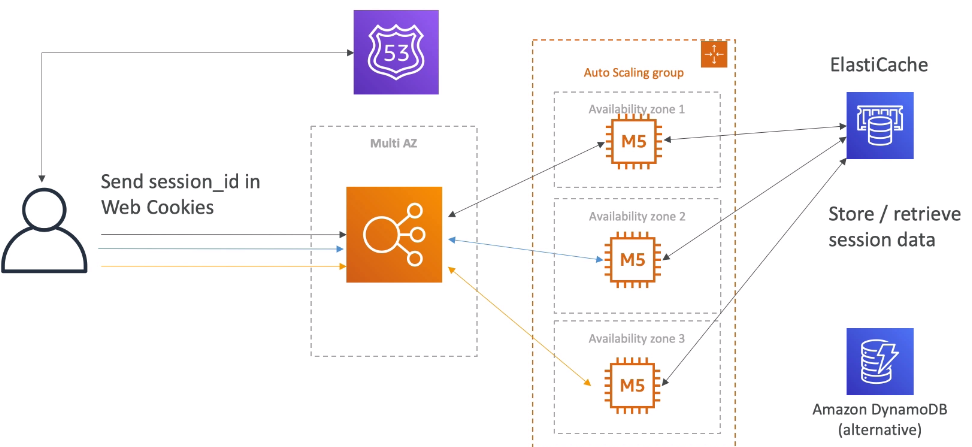 53
Auto Scaling group
ElastiCache
Availability zone 1
M5
Multi AZ
Send session_id in
Web Cookies
Availability zone 2
M5
Store / retrieve
session data
Availability zone 3
M5
Amazon DynamoDB
(alternative)